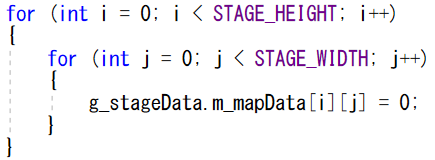 for (int i = 0; i < STAGE_HEIGHT; i++)
{
    for (int j = 0; j < STAGE_WIDTH; j++)
    {
        g_stageData.m_mapData[i][j] = 0;
    }
}